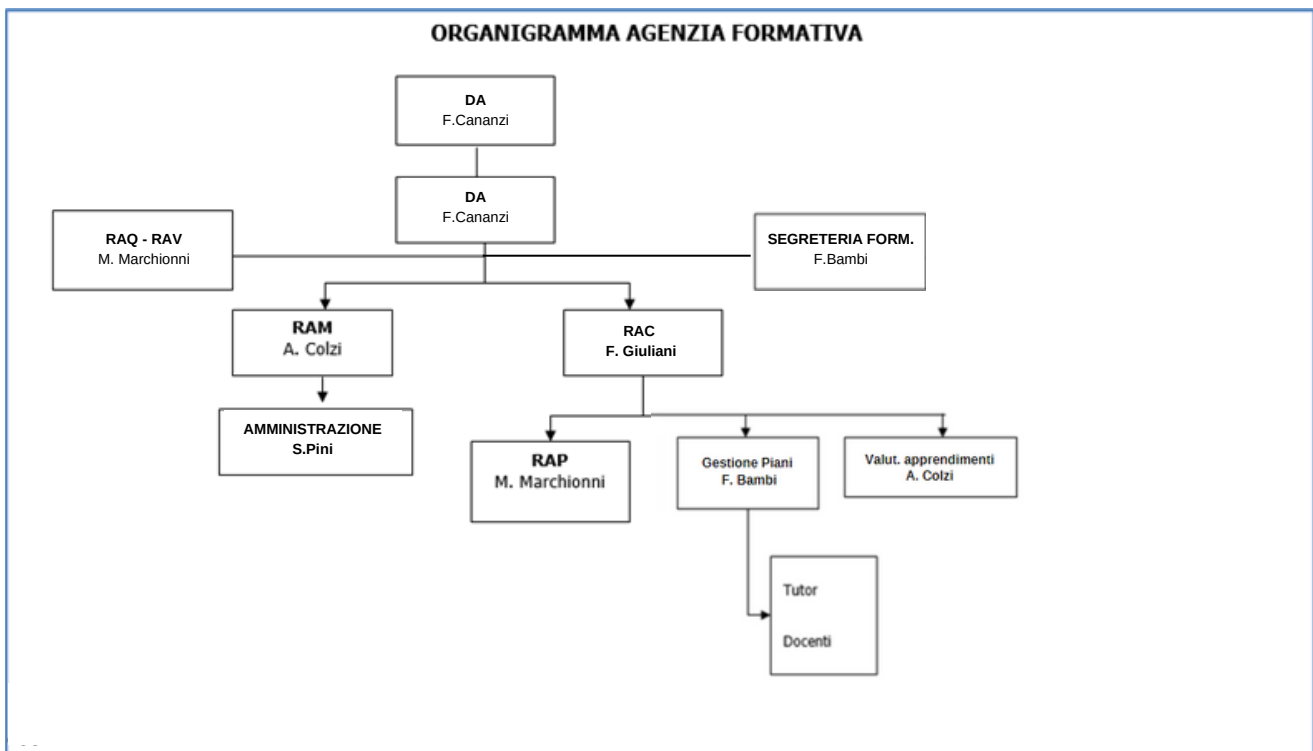 ORGANIGRAMMA AGENZIA FORMATIVA
DA
F.Cananzi
DA
F.Cananzi
RAQ - RAV
M. Marchionni
SEGRETERIA FORM.
F.Bambi
RAM
A. Colzi
RAC
F. Giuliani
AMMINISTRAZIONE
S.Pini
RAP
M. Marchionni
Gestione Piani
F. Bambi
Valut. apprendimenti
A. Colzi
Tutor
Docenti